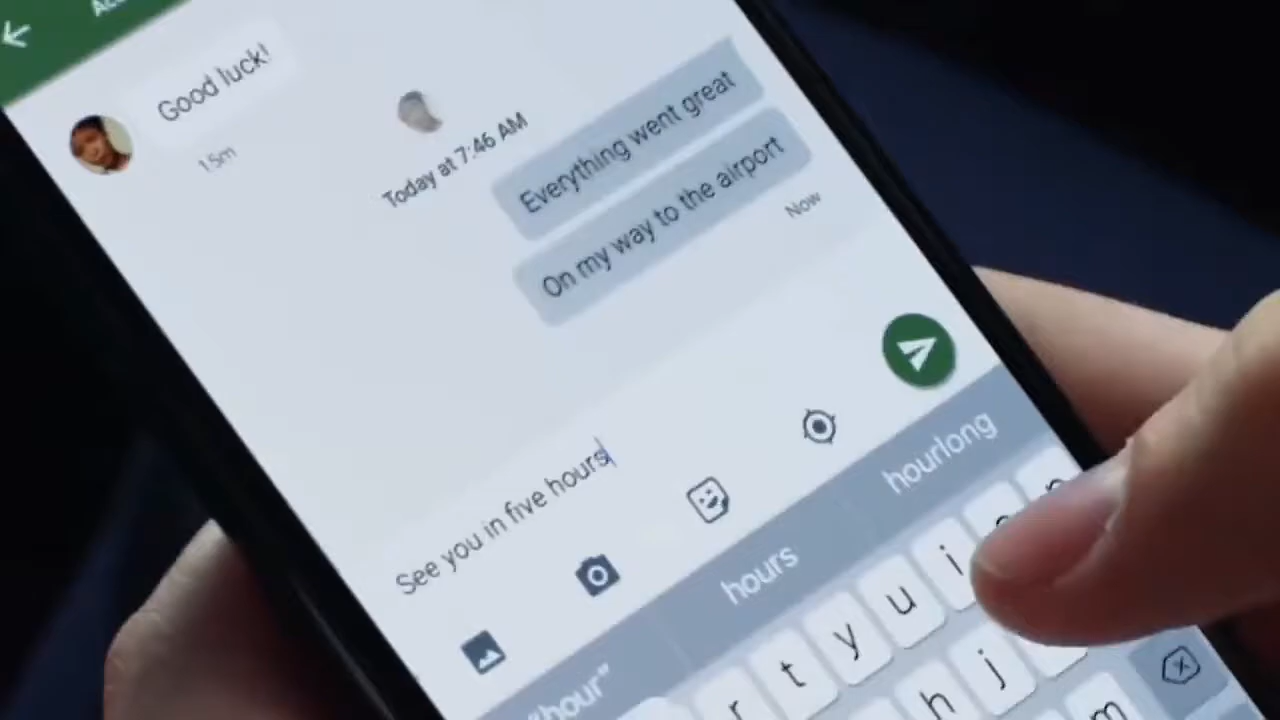 Good luck!
15m
Today at 7:46 AM
Everything went great
On my way to the airport
Now
See you in five hours
"hour"
hours
hourlong
r t y u i
h j
m